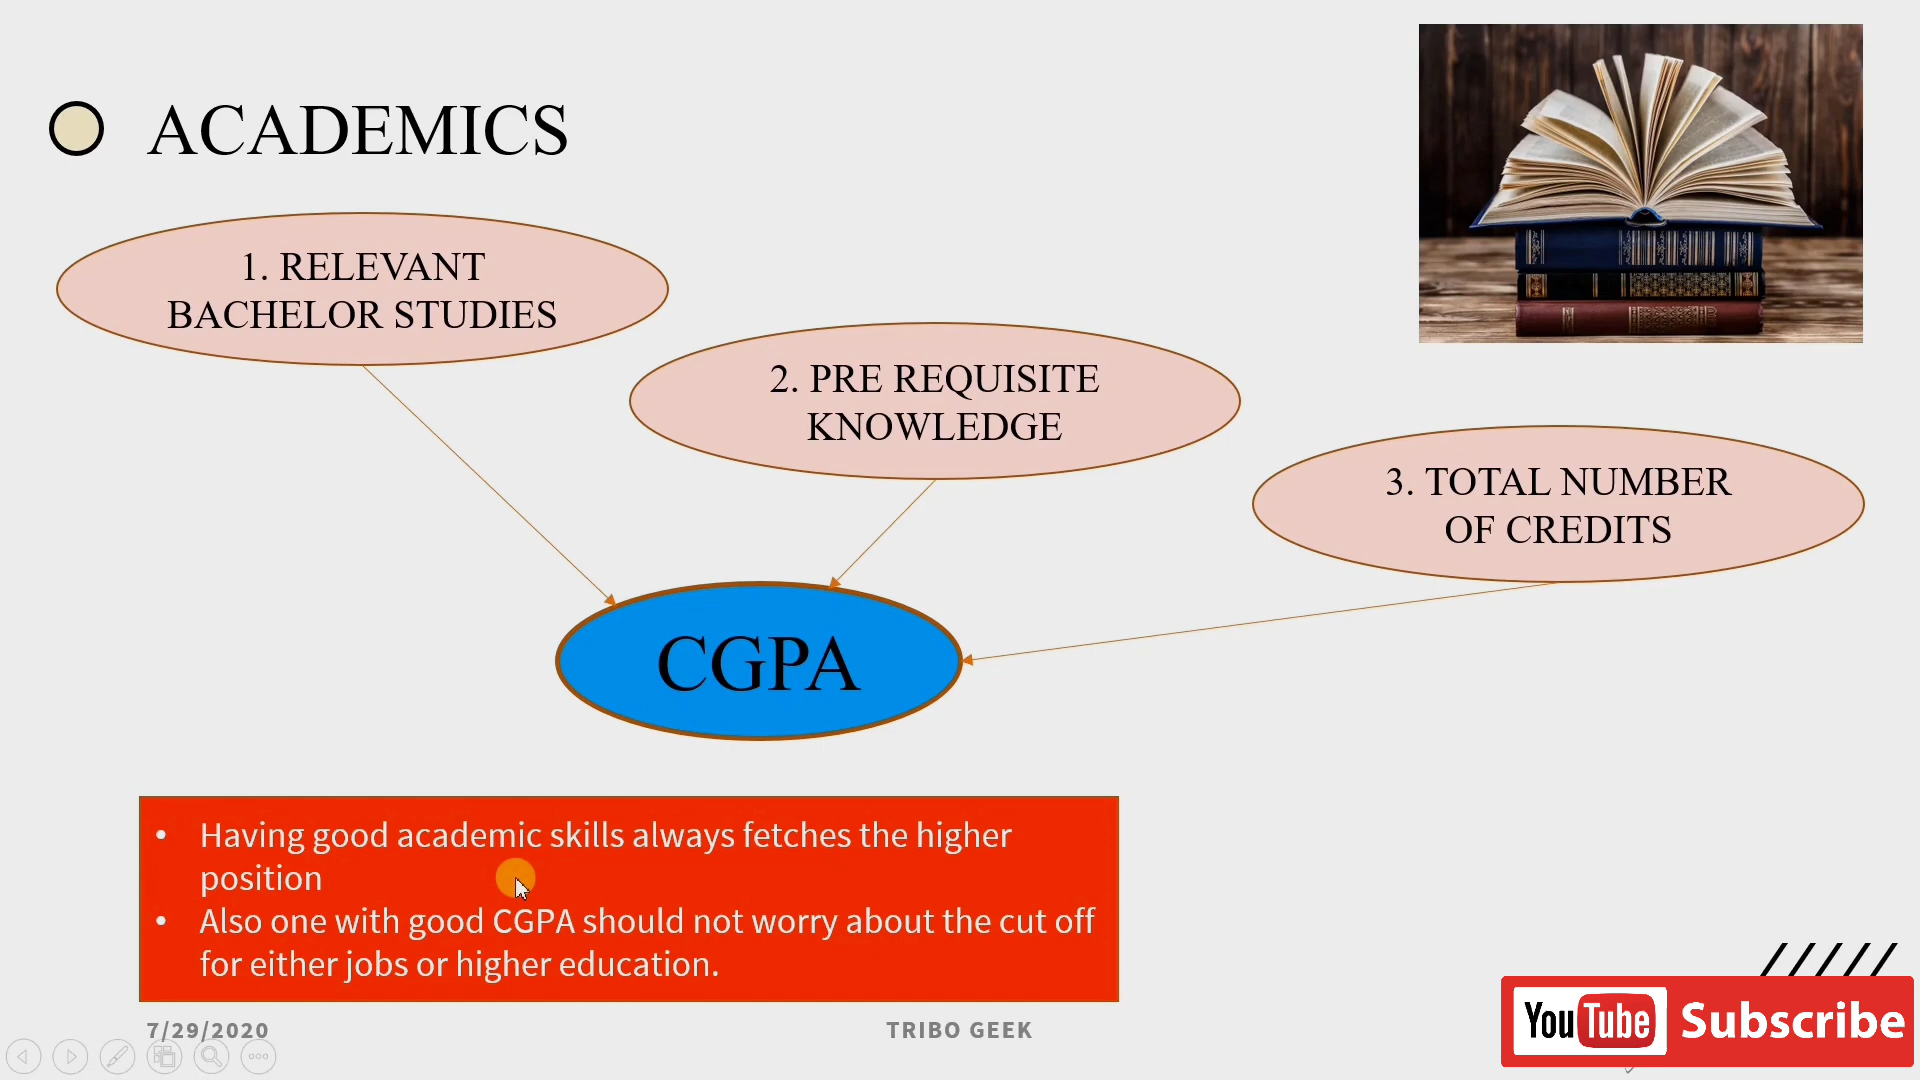 ACADEMICS
1. RELEVANT
BACHELOR STUDIES
2. PRE REQUISITE
KNOWLEDGE
3. TOTAL NUMBER
OF CREDITS
CGPA
• Having good academic skills always fetches the higher
position
• Also one with good CGPA should not worry about the cut off
for either jobs or higher education.
7/29/2020
TRIBO GEEK
YouTube Subscribe